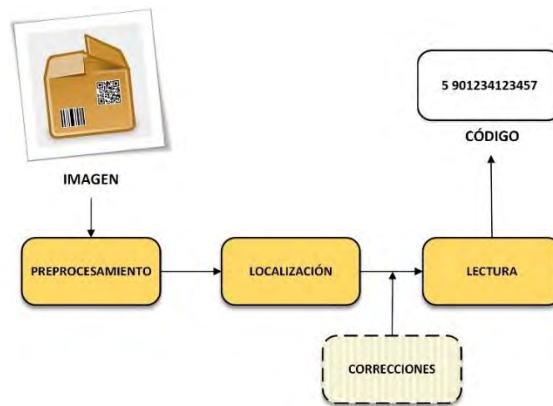 5 901234123457
CÓDIGO
IMAGEN
PREPROCESAMIENTO
LOCALIZACIÓN
LECTURA
CORRECCIONES